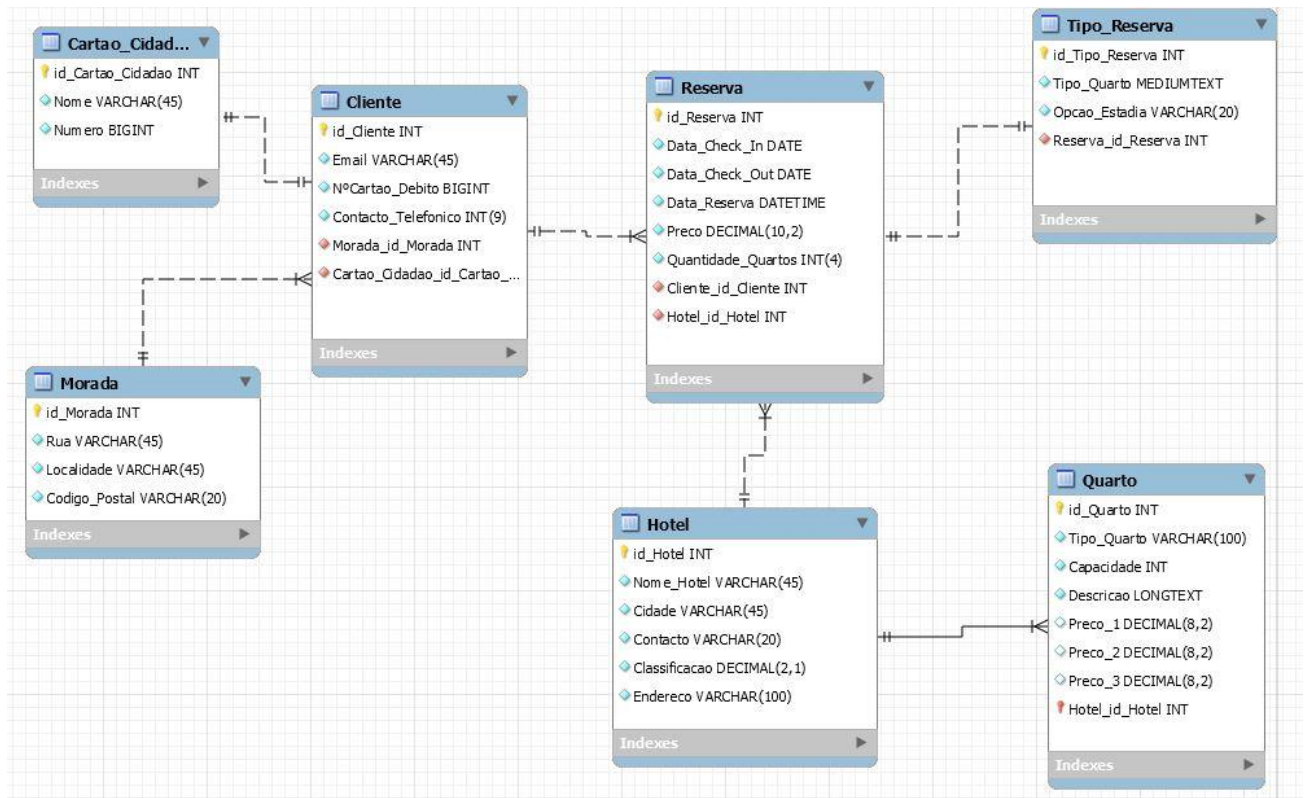 Cartao_Cidad...
id_Cartao_Cidadao INT
Nome VARCHAR(45)
Numero BIGINT
Indexes
Cliente
id_Cliente INT
Email VARCHAR(45)
NºCartao_Debito BIGINT
Contacto_Telefonico INT(9)
Morada_id_Morada INT
Cartao_Cidadao_id_Cartao_...
Indexes
Reserva
id_Reserva INT
Data_Check_In DATE
Data_Check_Out DATE
Data_Reserva DATETIME
Preco DECIMAL(10,2)
Quantidade_Quartos INT(4)
Cliente_id_Cliente INT
Hotel_id_Hotel INT
Indexes
Tipo_Reserva
id_Tipo_Reserva INT
Tipo_Quarto MEDIUMTEXT
Opcao_Estadia VARCHAR(20)
Reserva_id_Reserva INT
Indexes
Morada
id_Morada INT
Rua VARCHAR(45)
Localidade VARCHAR(45)
Codigo_Postal VARCHAR(20)
Indexes
Hotel
id_Hotel INT
Nome_Hotel VARCHAR(45)
Cidade VARCHAR(45)
Contacto VARCHAR(20)
Classificacao DECIMAL(2,1)
Endereco VARCHAR(100)
Indexes
Quarto
id_Quarto INT
Tipo_Quarto VARCHAR(100)
Capacidade INT
Descricao LONGTEXT
Preco_1 DECIMAL(8,2)
Preco_2 DECIMAL(8,2)
Preco_3 DECIMAL(8,2)
Hotel_id_Hotel INT
Indexes